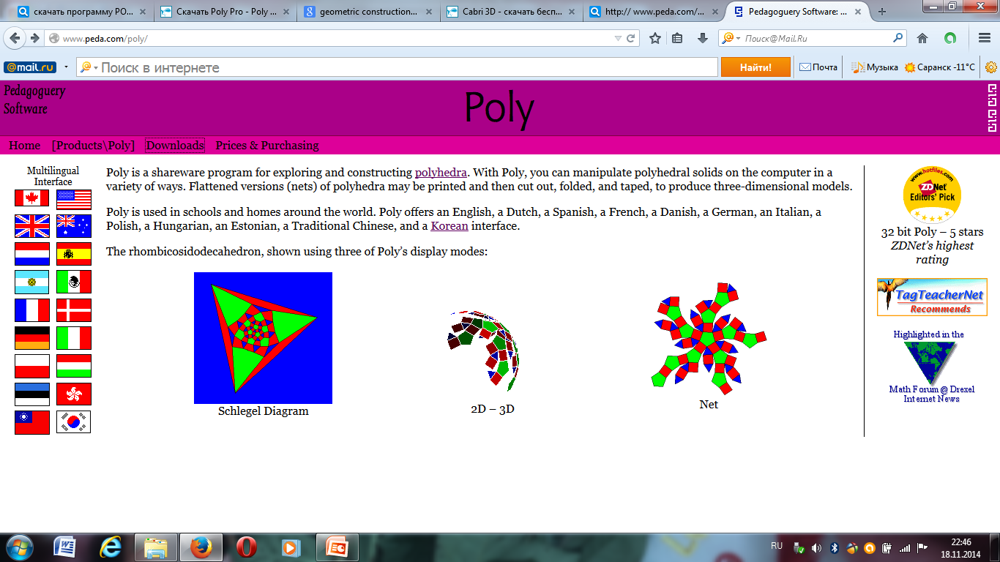 скачать программу PO...
Скачать Poly Pro - Poly ...
geometric construction...
Cabri 3D - скачать бесп...
http:// www.peda.com/...
Pedagoguery Software: ...
www.peda.com/poly/
Поиск@Mail.Ru
@mail.ru
Поиск в интернете
Найти!
Почта
Музыка
Саранск -11°C
Pedagoguery
Software
Poly
Home [Products\Poly] Downloads Prices & Purchasing
Multilingual
Interface
Poly is a shareware program for exploring and constructing polyhedra. With Poly, you can manipulate polyhedral solids on the computer in a
variety of ways. Flattened versions (nets) of polyhedra may be printed and then cut out, folded, and taped, to produce three-dimensional models.
Poly is used in schools and homes around the world. Poly offers an English, a Dutch, a Spanish, a French, a Danish, a German, an Italian, a
Polish, a Hungarian, an Estonian, a Traditional Chinese, and a Korean interface.
The rhombicosidodecahedron, shown using three of Poly's display modes:
Schlegel Diagram
2D – 3D
Net
www.hotfiles.com
ZDNet
Editors' Pick
32 bit Poly – 5 stars
ZDNet's highest
rating
TagTeacherNet
Recommends
Highlighted in the
Math Forum @ Drexel
Internet News
RU
22:46
18.11.2014